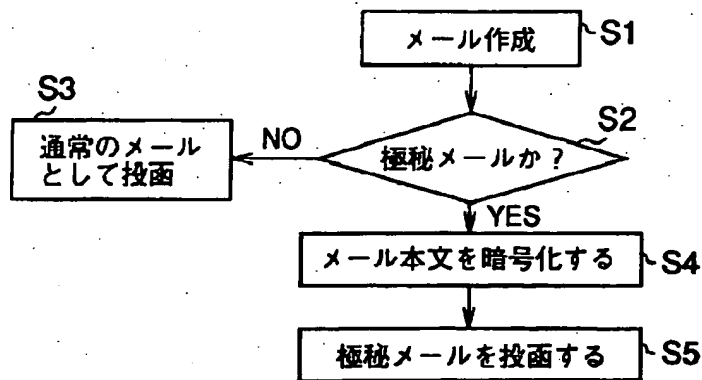 メール作成
S1
S3
S2
通常のメール
として投函
NO
極秘メールか？
YES
メール本文を暗号化する
S4
極秘メールを投函する
S5